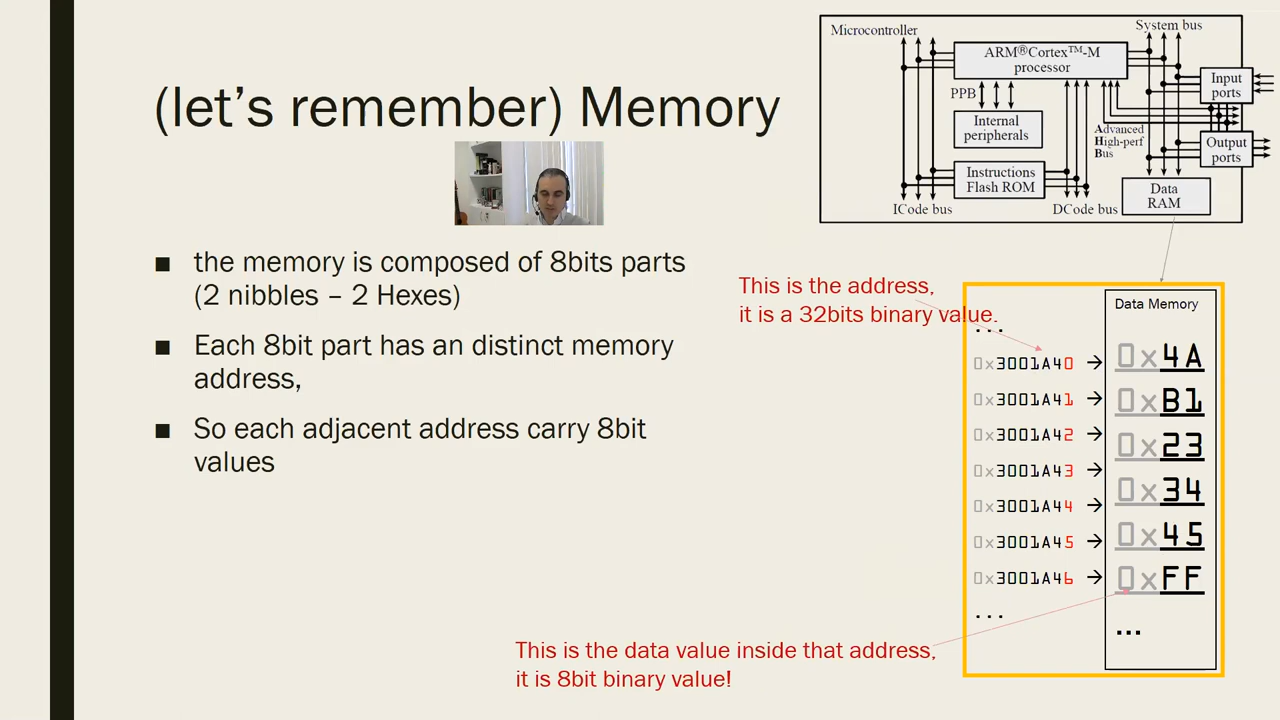 (let's remember) Memory
■ the memory is composed of 8bits parts
(2 nibbles – 2 Hexes)
■ Each 8bit part has an distinct memory
address,
■ So each adjacent address carry 8bit
values
Microcontroller
System bus
ARM®Cortex™-M
processor
Input
ports
PPB
Internal
peripherals
Advanced
High-perf
Bus
Output
ports
Instructions
Flash ROM
Data
RAM
ICode bus
DCode bus
This is the address,
it is a 32bits binary value.
Data Memory
...
0x3001A40 → 0x4A
0x3001A41 → 0xB1
0x3001A42 → 0x23
0x3001A43 → 0x34
0x3001A44 → 0x45
0x3001A45 → 0xFF
0x3001A46 → ...
...
This is the data value inside that address,
it is 8bit binary value!